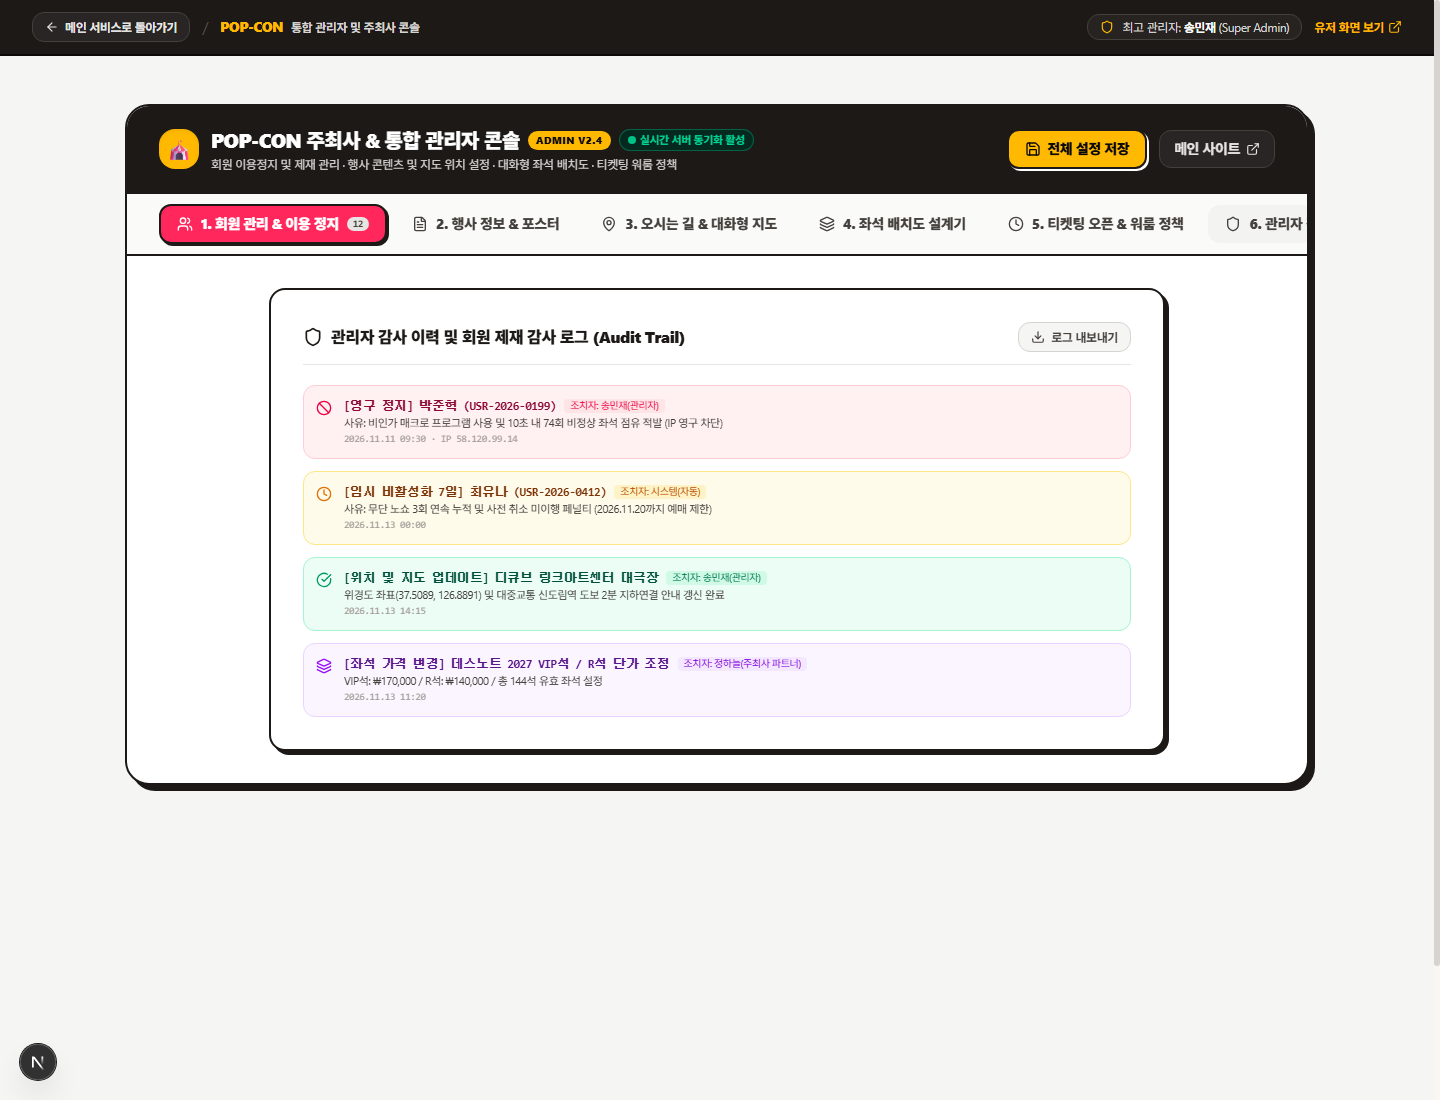 메인 서비스로 돌아가기 / POP-CON 통합 관리자 및 주최사 콘솔
최고 관리자: 송민재 (Super Admin) 유저 화면 보기
POP-CON 주최사 & 통합 관리자 콘솔 ADMIN V2.4 실시간 서버 동기화 활성
회원 이용정지 및 제재 관리 · 행사 콘텐츠 및 지도 위치 설정 · 대화형 좌석 배치도 · 티켓팅 워룸 정책
전체 설정 저장 메인 사이트
1. 회원 관리 & 이용 정지 12 2. 행사 정보 & 포스터 3. 오시는 길 & 대화형 지도 4. 좌석 배치도 설계기 5. 티켓팅 오픈 & 워룸 정책 6. 관리자
관리자 감사 이력 및 회원 제재 감사 로그 (Audit Trail) 로그 내보내기
[영구 정지] 박준혁 (USR-2026-0199) 조치자: 송민재(관리자)
사유: 비인가 매크로 프로그램 사용 및 10초 내 74회 비정상 좌석 점유 적발 (IP 영구 차단)
2026.11.11 09:30 · IP 58.120.99.14
[임시 비활성화 7일] 최유나 (USR-2026-0412) 조치자: 시스템(자동)
사유: 무단 노쇼 3회 연속 누적 및 사전 취소 미이행 페널티 (2026.11.20까지 예매 제한)
2026.11.13 00:00
[위치 및 지도 업데이트] 디큐브 링크아트센터 대극장 조치자: 송민재(관리자)
위경도 좌표(37.5089, 126.8891) 및 대중교통 신도림역 도보 2분 지하연결 안내 갱신 완료
2026.11.13 14:15
[좌석 가격 변경] 데스노트 2027 VIP석 / R석 단가 조정 조치자: 정하늘(주최사 파트너)
VIP석: ₩170,000 / R석: ₩140,000 / 총 144석 유효 좌석 설정
2026.11.13 11:20
N